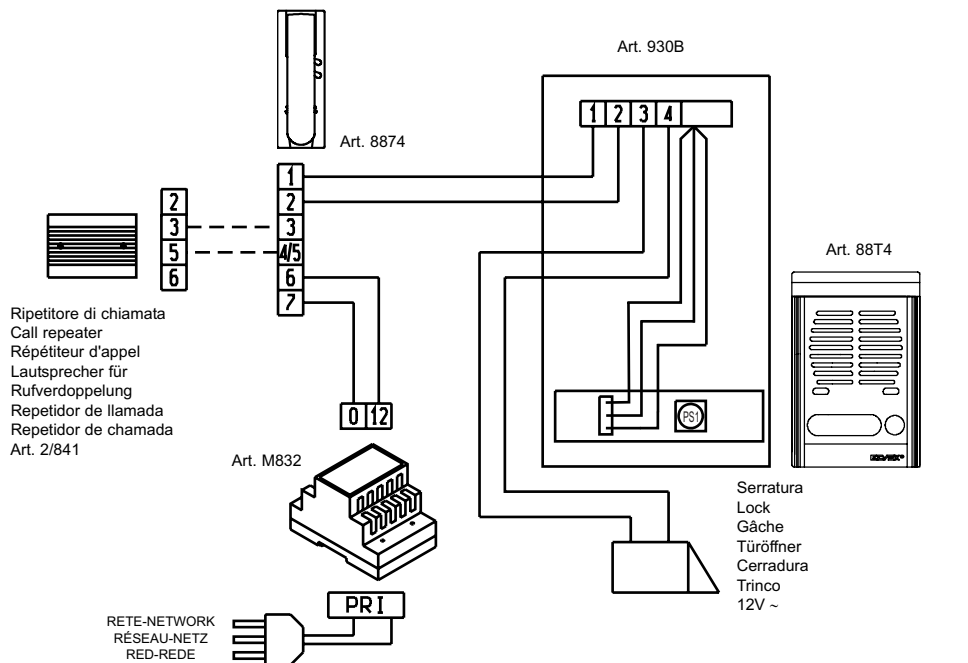 Art. 930B
1 2 3 4
Art. 8874
1
2
3
4/5
6
7
2
3
5
6
Art. 88T4
Ripetitore di chiamata
Call repeater
Répétiteur d'appel
Lautsprecher für
Rufverdoppelung
Repetidor de llamada
Repetidor de chamada
Art. 2/841
0 12
PS1
Art. M832
Serratura
Lock
Gâche
Türöffner
Cerradura
Trinco
12V ~
PRI
RETE-NETWORK
RÉSEAU-NETZ
RED-REDE